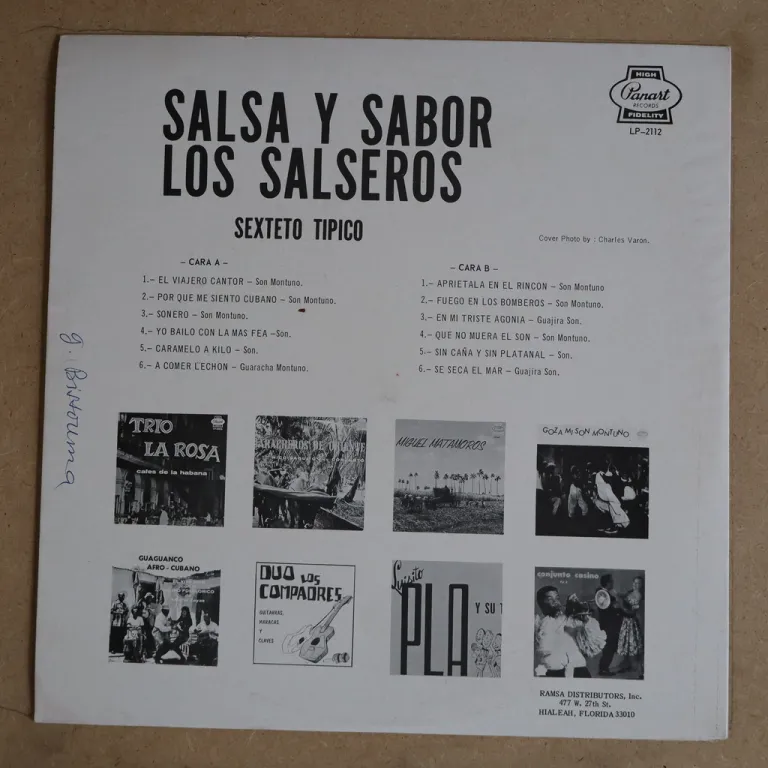 SALSA Y SABOR
LOS SALSEROS
SEXTETO TIPICO
HIGH
Panart
RECORDS
FIDELITY
LP-2112
Cover Photo by : Charles Varon.
– CARA A –
1.– EL VIAJERO CANTOR – Son Montuno.
2.– POR QUE ME SIENTO CUBANO – Son Montuno.
3.– SONERO – Son Montuno.
4.– YO BAILO CON LA MAS FEA –Son.
5.– CARAMELO A KILO – Son.
6.– A COMER LECHON – Guaracha Montuno.
– CARA B –
1.– APRIETALA EN EL RINCON – Son Montuno
2.– FUEGO EN LOS BOMBEROS – Son Montuno.
3.– EN MI TRISTE AGONIA – Guajira Son.
4.– QUE NO MUERA EL SON – Son Montuno.
5.– SIN CAÑA Y SIN PLATANAL – Son.
6.– SE SECA EL MAR – Guajira Son.
TRIO
LA ROSA
calles de la habana
DE ORIENTE
MIGUEL MATAMOROS
GOZA MI SON MONTUNO
GUAGUANCO
AFRO-CUBANO
DUO LOS
COMPADRES
GUITARRAS,
MARACAS,
Y
CLAVES
PLA
Y SU
conjunto casino
RAMSA DISTRIBUTORS, Inc.
477 W. 27th St.
HIALEAH, FLORIDA 33010